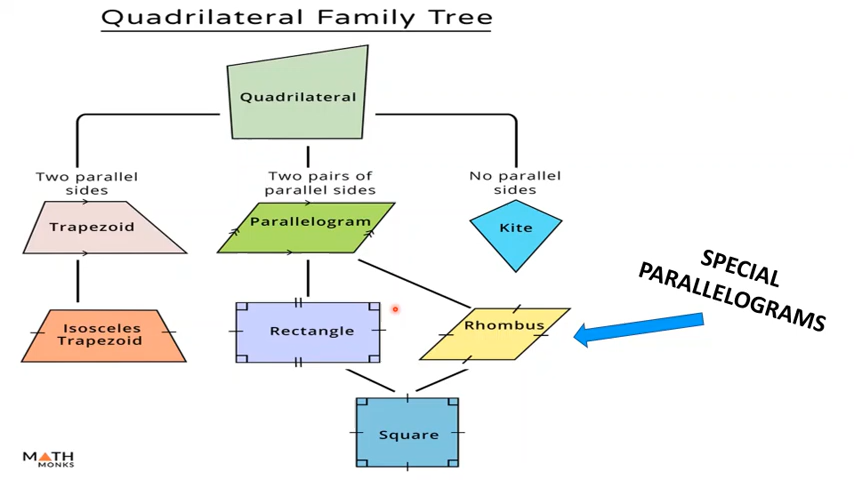 Quadrilateral Family Tree
Quadrilateral
Two parallel
sides
Two pairs of
parallel sides
No parallel
sides
Trapezoid
Parallelogram
Kite
SPECIAL
PARALLELOGRAMS
Isosceles
Trapezoid
Rectangle
Rhombus
Square
MATH
MONKS